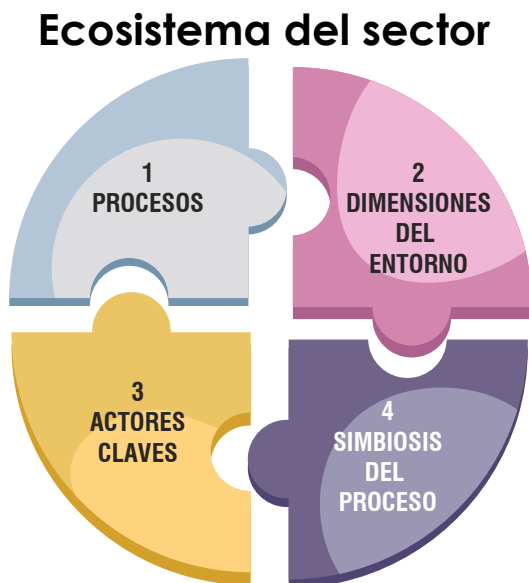 Ecosistema del sector
1
PROCESOS
2
DIMENSIONES
DEL
ENTORNO
3
ACTORES
CLAVES
4
SIMBIOSIS
DEL
PROCESO